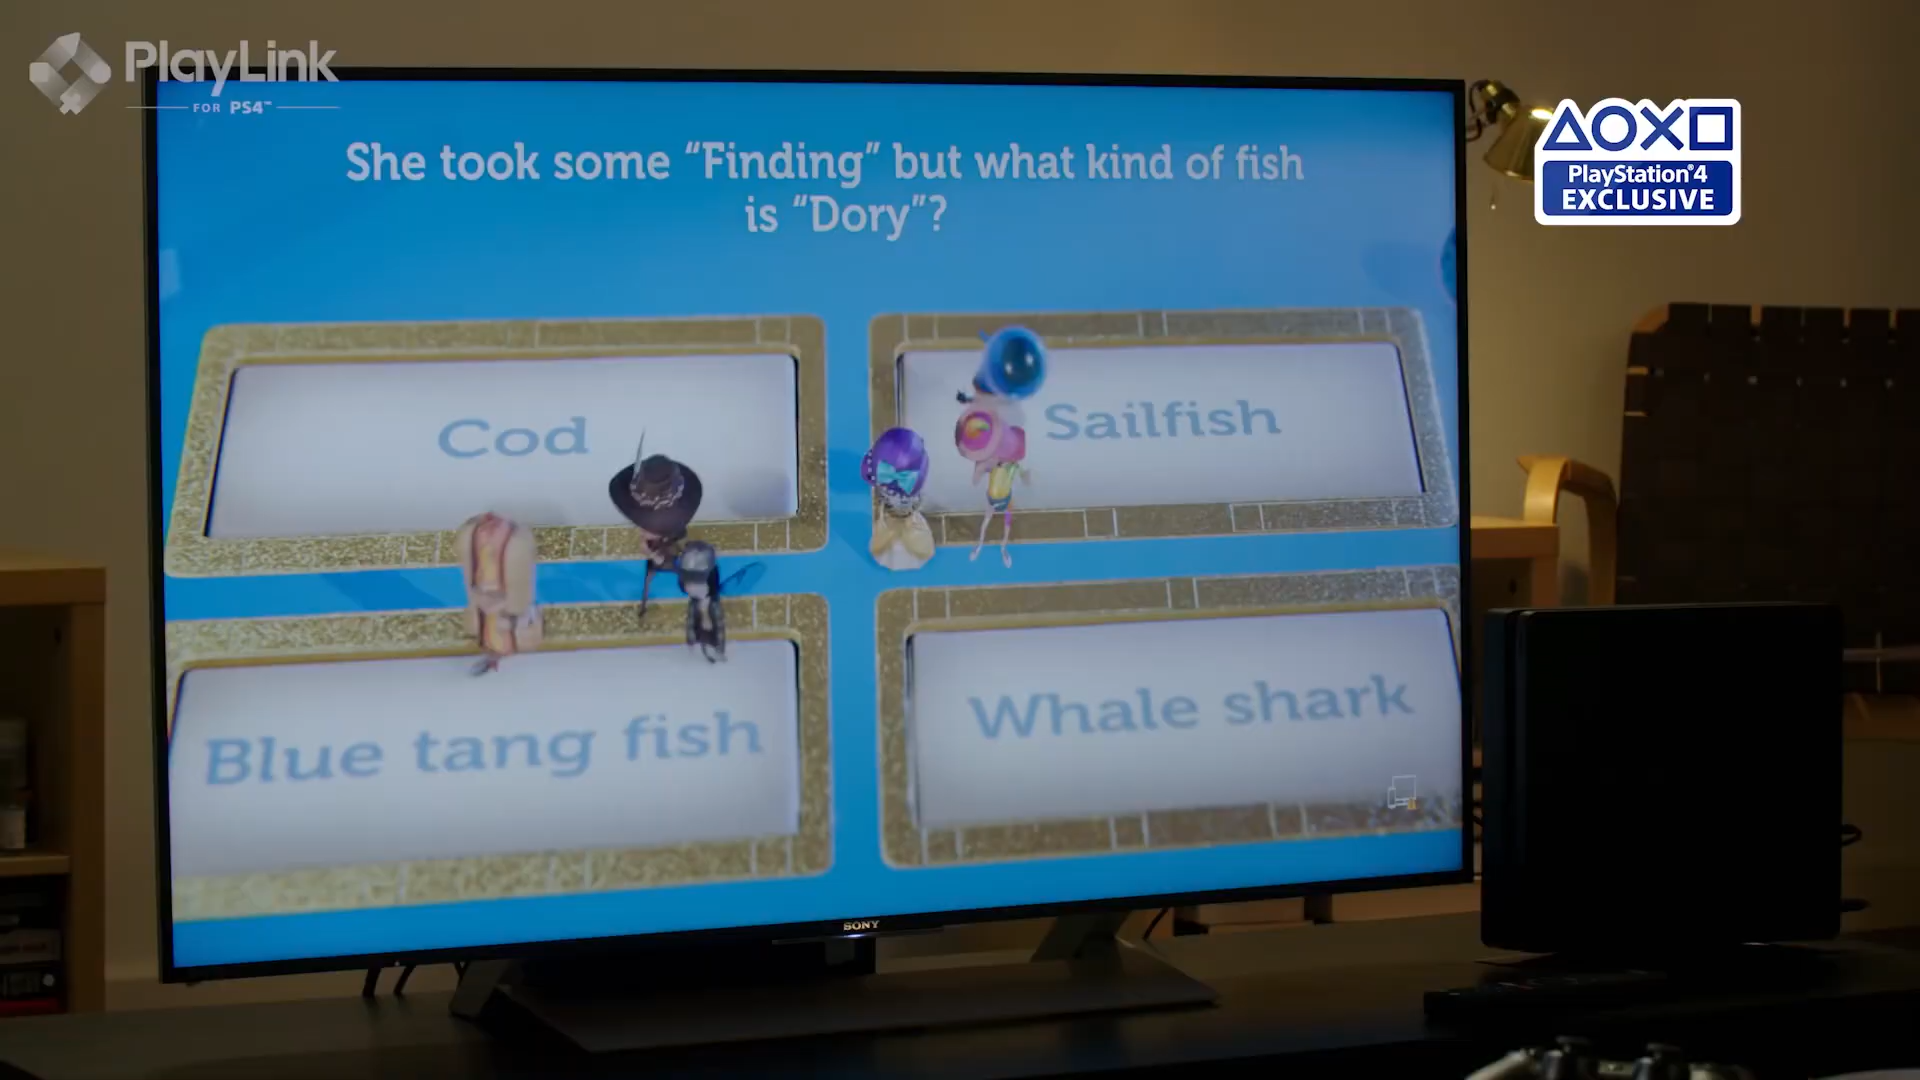 PlayLink
FOR PS4™
She took some “Finding” but what kind of fish
is “Dory”?
PlayStation®4
EXCLUSIVE
Cod
Sailfish
Blue tang fish
Whale shark
SONY